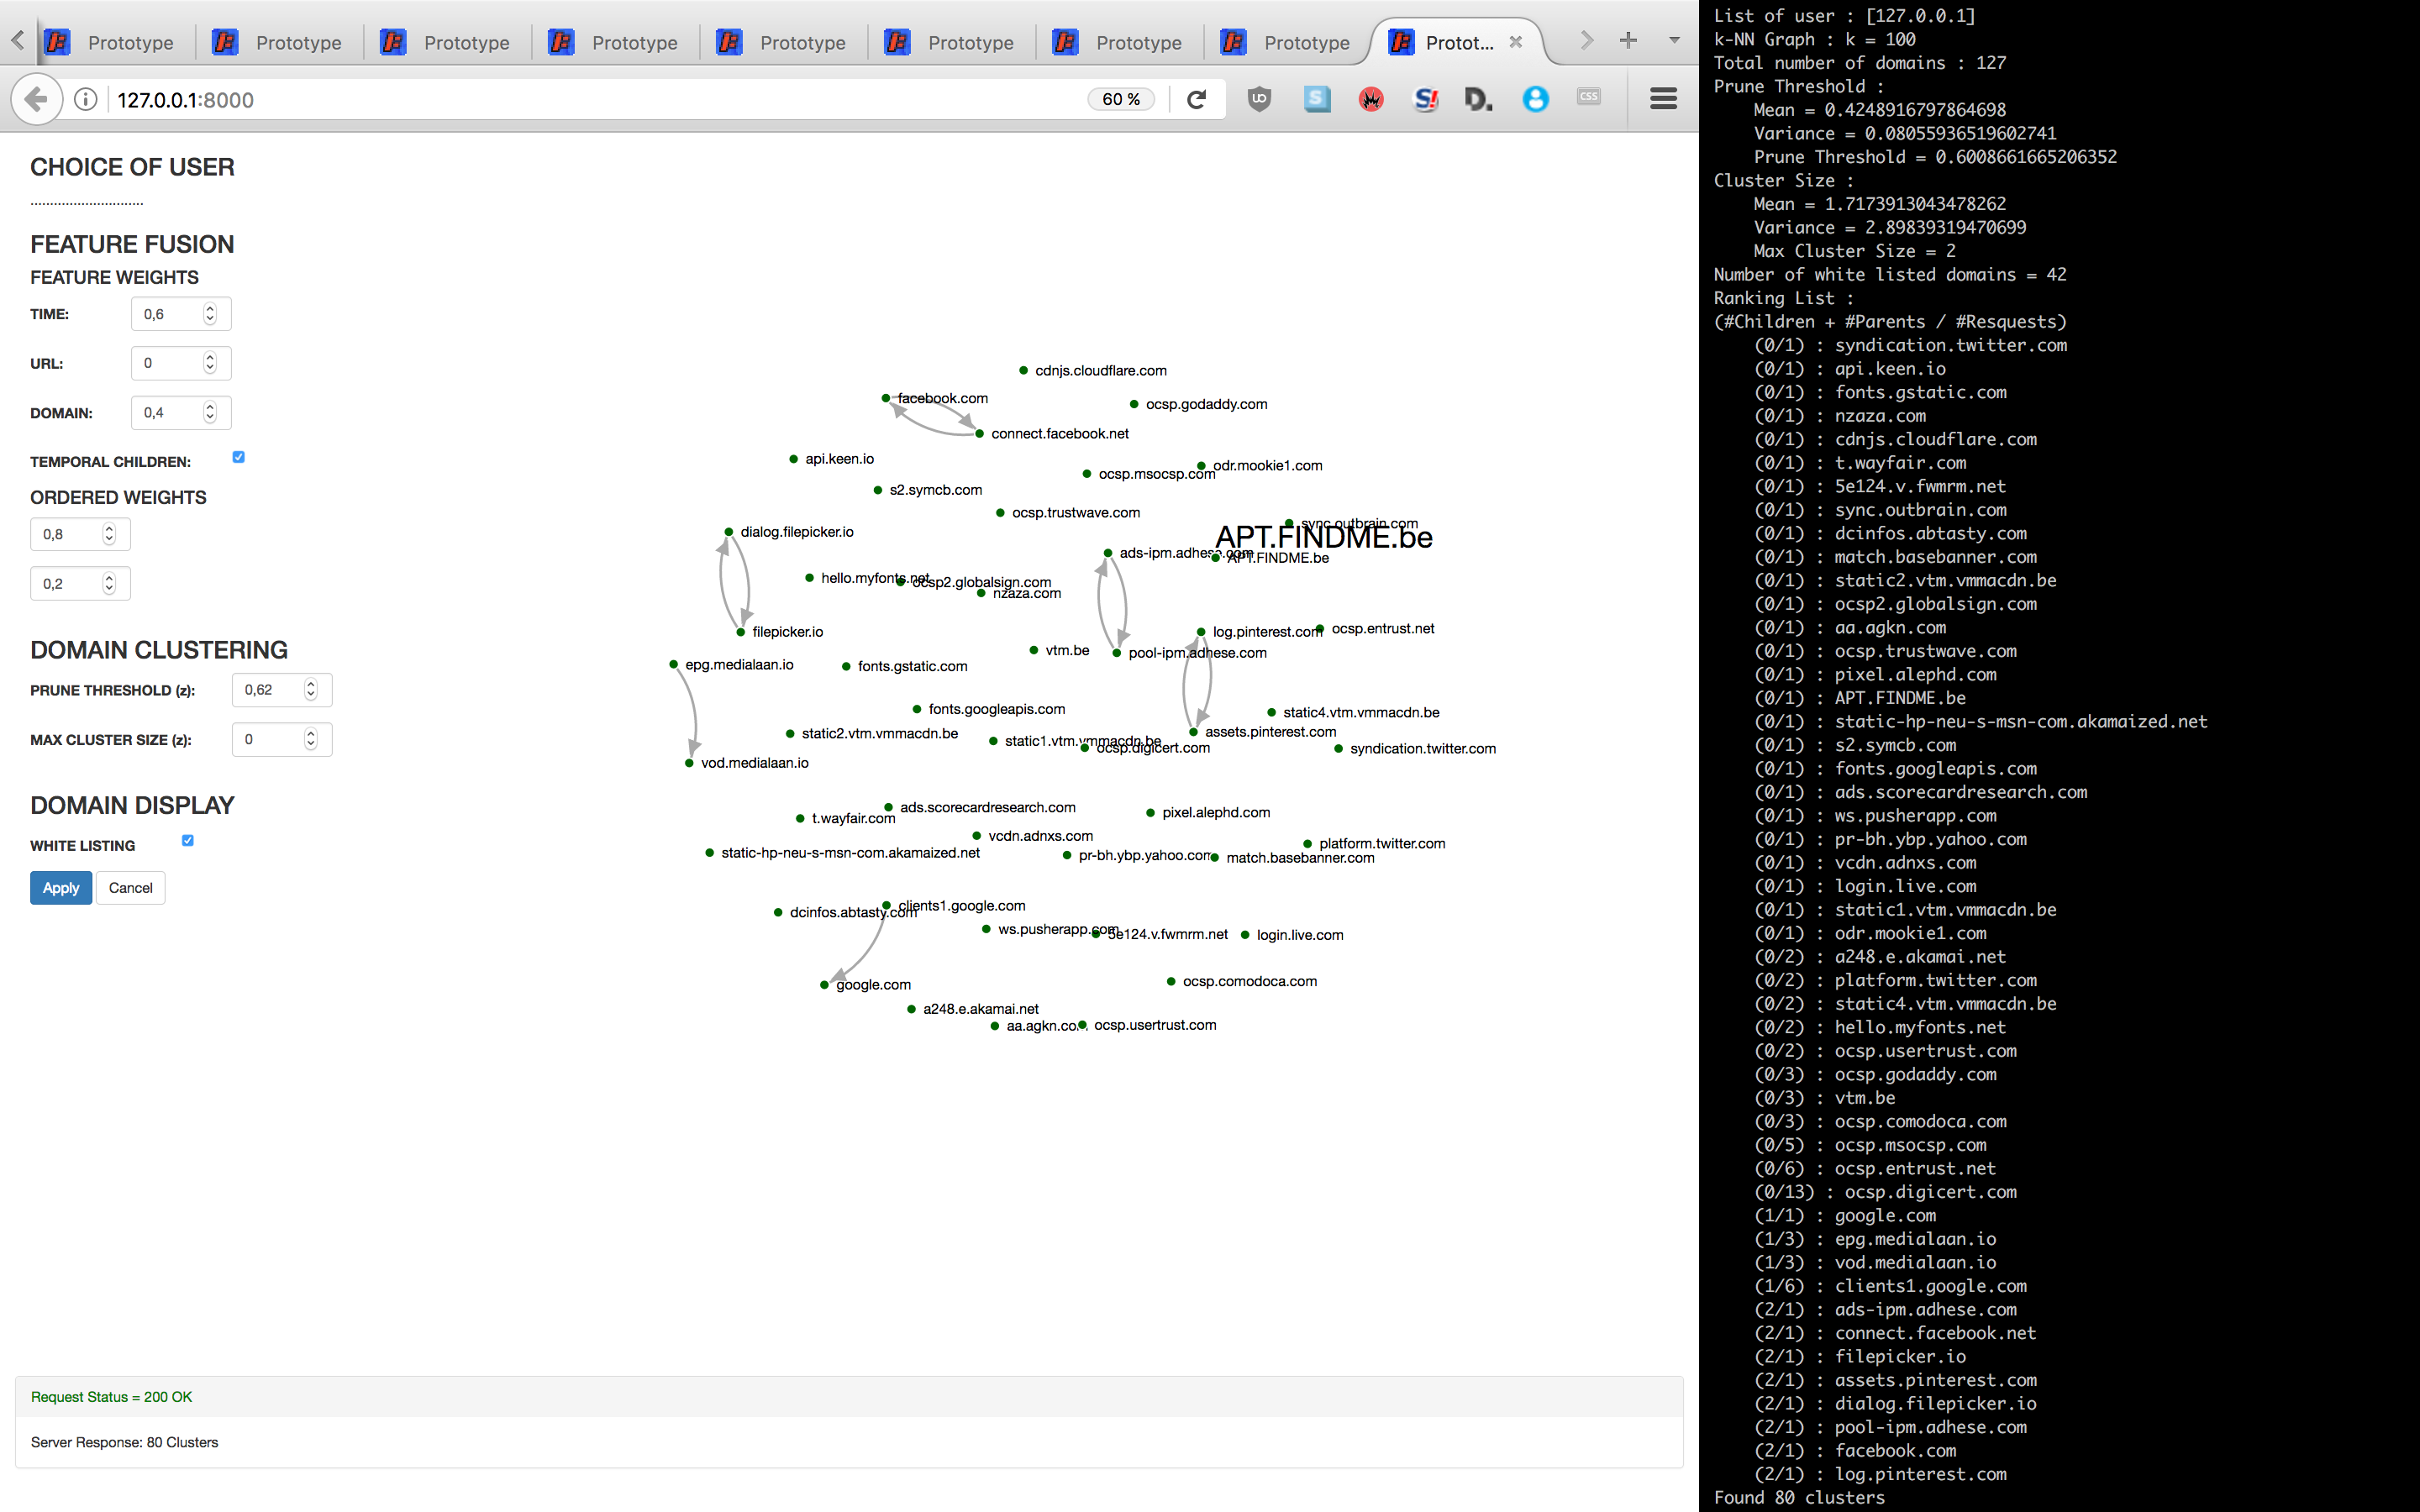 Prototype
Prototype
Prototype
Prototype
Prototype
Prototype
Prototype
Prototype
Protot...
127.0.0.1:8000
60 %
CSS
CHOICE OF USER
.............................
FEATURE FUSION
FEATURE WEIGHTS
TIME: 0,6
URL: 0
DOMAIN: 0,4
TEMPORAL CHILDREN:
ORDERED WEIGHTS
0,8
0,2
DOMAIN CLUSTERING
PRUNE THRESHOLD (z): 0,62
MAX CLUSTER SIZE (z): 0
DOMAIN DISPLAY
WHITE LISTING
Apply Cancel
cdnjs.cloudflare.com
facebook.com
ocsp.godaddy.com
connect.facebook.net
api.keen.io
odr.mookie1.com
ocsp.msocsp.com
s2.symcb.com
ocsp.trustwave.com
sync.outbrain.com
dialog.filepicker.io
APT.FINDME.be
ads-ipm.adhese.com
APT.FINDME.be
hello.myfonts.net
ocsp2.globalsign.com
nzaza.com
filepicker.io
log.pinterest.com
ocsp.entrust.net
vtm.be
pool-ipm.adhese.com
epg.medialaan.io
fonts.gstatic.com
fonts.googleapis.com
static4.vtm.vmmacdn.be
static2.vtm.vmmacdn.be
assets.pinterest.com
static1.vtm.vmmacdn.be
ocsp.digicert.com
syndication.twitter.com
vod.medialaan.io
ads.scorecardresearch.com
t.wayfair.com
pixel.alephd.com
vcdn.adnxs.com
platform.twitter.com
static-hp-neu-s-msn-com.akamaized.net
pr-bh.ybp.yahoo.com
match.basebanner.com
clients1.google.com
dcinfos.abtasty.com
ws.pusherapp.com
5e124.v.fwmrm.net
login.live.com
google.com
ocsp.comodoca.com
a248.e.akamai.net
aa.agkn.co
ocsp.usertrust.com
Request Status = 200 OK
Server Response: 80 Clusters
List of user : [127.0.0.1]
k-NN Graph : k = 100
Total number of domains : 127
Prune Threshold :
Mean = 0.4248916797864698
Variance = 0.08055936519602741
Prune Threshold = 0.6008661665206352
Cluster Size :
Mean = 1.7173913043478262
Variance = 2.89839319470699
Max Cluster Size = 2
Number of white listed domains = 42
Ranking List :
(#Children + #Parents / #Resquests)
(0/1) : syndication.twitter.com
(0/1) : api.keen.io
(0/1) : fonts.gstatic.com
(0/1) : nzaza.com
(0/1) : cdnjs.cloudflare.com
(0/1) : t.wayfair.com
(0/1) : 5e124.v.fwmrm.net
(0/1) : sync.outbrain.com
(0/1) : dcinfos.abtasty.com
(0/1) : match.basebanner.com
(0/1) : static2.vtm.vmmacdn.be
(0/1) : ocsp2.globalsign.com
(0/1) : aa.agkn.com
(0/1) : ocsp.trustwave.com
(0/1) : pixel.alephd.com
(0/1) : APT.FINDME.be
(0/1) : static-hp-neu-s-msn-com.akamaized.net
(0/1) : s2.symcb.com
(0/1) : fonts.googleapis.com
(0/1) : ads.scorecardresearch.com
(0/1) : ws.pusherapp.com
(0/1) : pr-bh.ybp.yahoo.com
(0/1) : vcdn.adnxs.com
(0/1) : login.live.com
(0/1) : static1.vtm.vmmacdn.be
(0/1) : odr.mookie1.com
(0/2) : a248.e.akamai.net
(0/2) : platform.twitter.com
(0/2) : static4.vtm.vmmacdn.be
(0/2) : hello.myfonts.net
(0/2) : ocsp.usertrust.com
(0/3) : ocsp.godaddy.com
(0/3) : vtm.be
(0/3) : ocsp.comodoca.com
(0/5) : ocsp.msocsp.com
(0/6) : ocsp.entrust.net
(0/13) : ocsp.digicert.com
(1/1) : google.com
(1/3) : epg.medialaan.io
(1/3) : vod.medialaan.io
(1/6) : clients1.google.com
(2/1) : ads-ipm.adhese.com
(2/1) : connect.facebook.net
(2/1) : filepicker.io
(2/1) : assets.pinterest.com
(2/1) : dialog.filepicker.io
(2/1) : pool-ipm.adhese.com
(2/1) : facebook.com
(2/1) : log.pinterest.com
Found 80 clusters